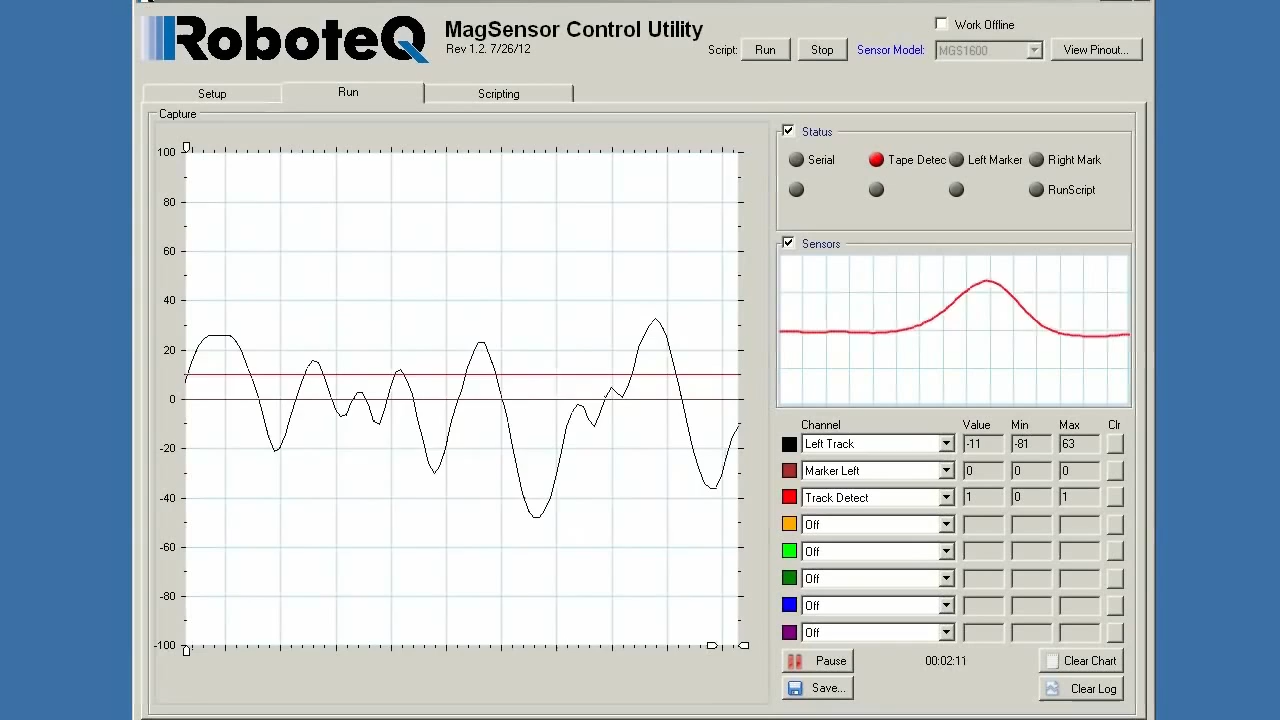 RoboteQ
MagSensor Control Utility
Rev 1.2. 7/26/12
Work Offline
Script: Run Stop Sensor Model: MGS1600 View Pinout...
Setup Run Scripting
Capture
100
80
60
40
20
0
-20
-40
-60
-80
-100
Status
Serial Tape Detec Left Marker Right Mark
RunScript
Sensors
Channel Value Min Max Clr
Left Track -11 -81 63
Marker Left 0 0 0
Track Detect 1 0 1
Off
Off
Off
Off
Off
Pause 00:02:11 Clear Chart
Save... Clear Log